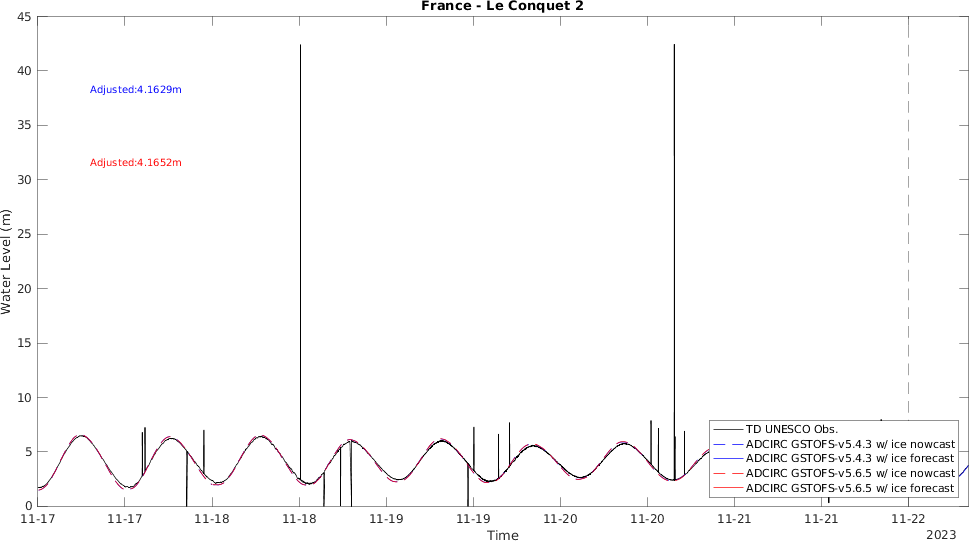 France - Le Conquet 2
45
40
35
30
25
20
15
10
5
0
Water Level (m)
Adjusted:4.1629m
Adjusted:4.1652m
TD UNESCO Obs.
ADCIRC GSTOFS-v5.4.3 w/ ice nowcast
ADCIRC GSTOFS-v5.4.3 w/ ice forecast
ADCIRC GSTOFS-v5.6.5 w/ ice nowcast
ADCIRC GSTOFS-v5.6.5 w/ ice forecast
11-17 11-17 11-18 11-18 11-19 11-19 11-20 11-20 11-21 11-21 11-22
Time
2023